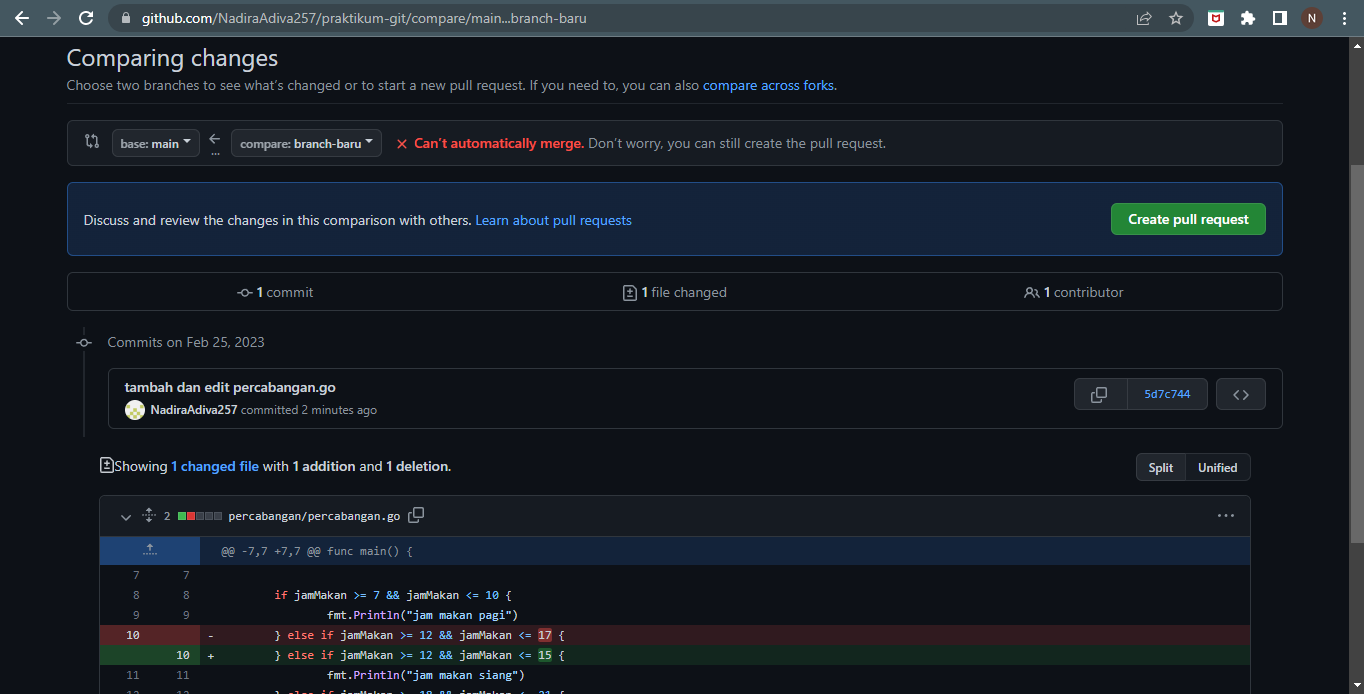 github.com/NadiraAdiva257/praktikum-git/compare/main...branch-baru
N
Comparing changes
Choose two branches to see what's changed or to start a new pull request. If you need to, you can also compare across forks.
base: main
...
compare: branch-baru
Can't automatically merge. Don't worry, you can still create the pull request.
Discuss and review the changes in this comparison with others. Learn about pull requests
Create pull request
1 commit
1 file changed
1 contributor
Commits on Feb 25, 2023
tambah dan edit percabangan.go
NadiraAdiva257 committed 2 minutes ago
5d7c744
Showing 1 changed file with 1 addition and 1 deletion.
Split
Unified
2 percabangan/percabangan.go
@@ -7,7 +7,7 @@ func main() {
7 7
8 8 if jamMakan >= 7 && jamMakan <= 10 {
9 9 fmt.Println("jam makan pagi")
10 - } else if jamMakan >= 12 && jamMakan <= 17 {
10 + } else if jamMakan >= 12 && jamMakan <= 15 {
11 11 fmt.Println("jam makan siang")
12 12 } else if jamMakan >= 18 && jamMakan <= 21 {